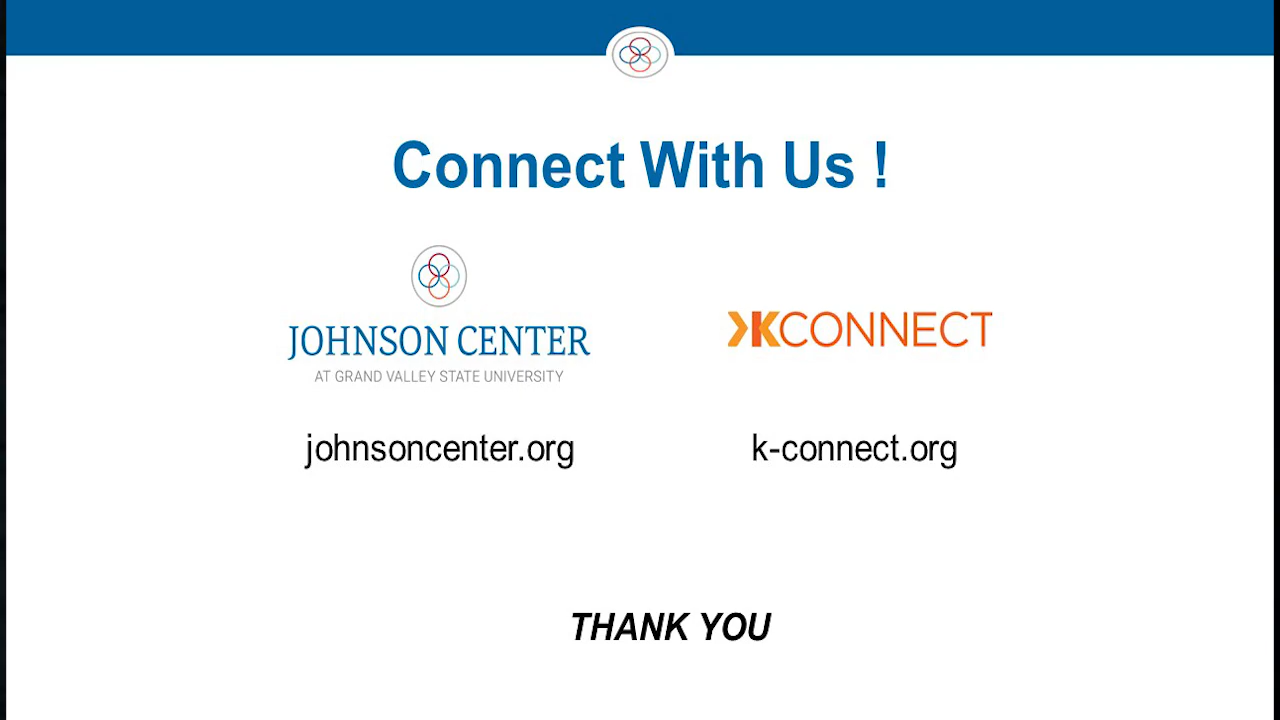 Connect With Us !
JOHNSON CENTER
AT GRAND VALLEY STATE UNIVERSITY
johnsoncenter.org
KCONNECT
k-connect.org
THANK YOU